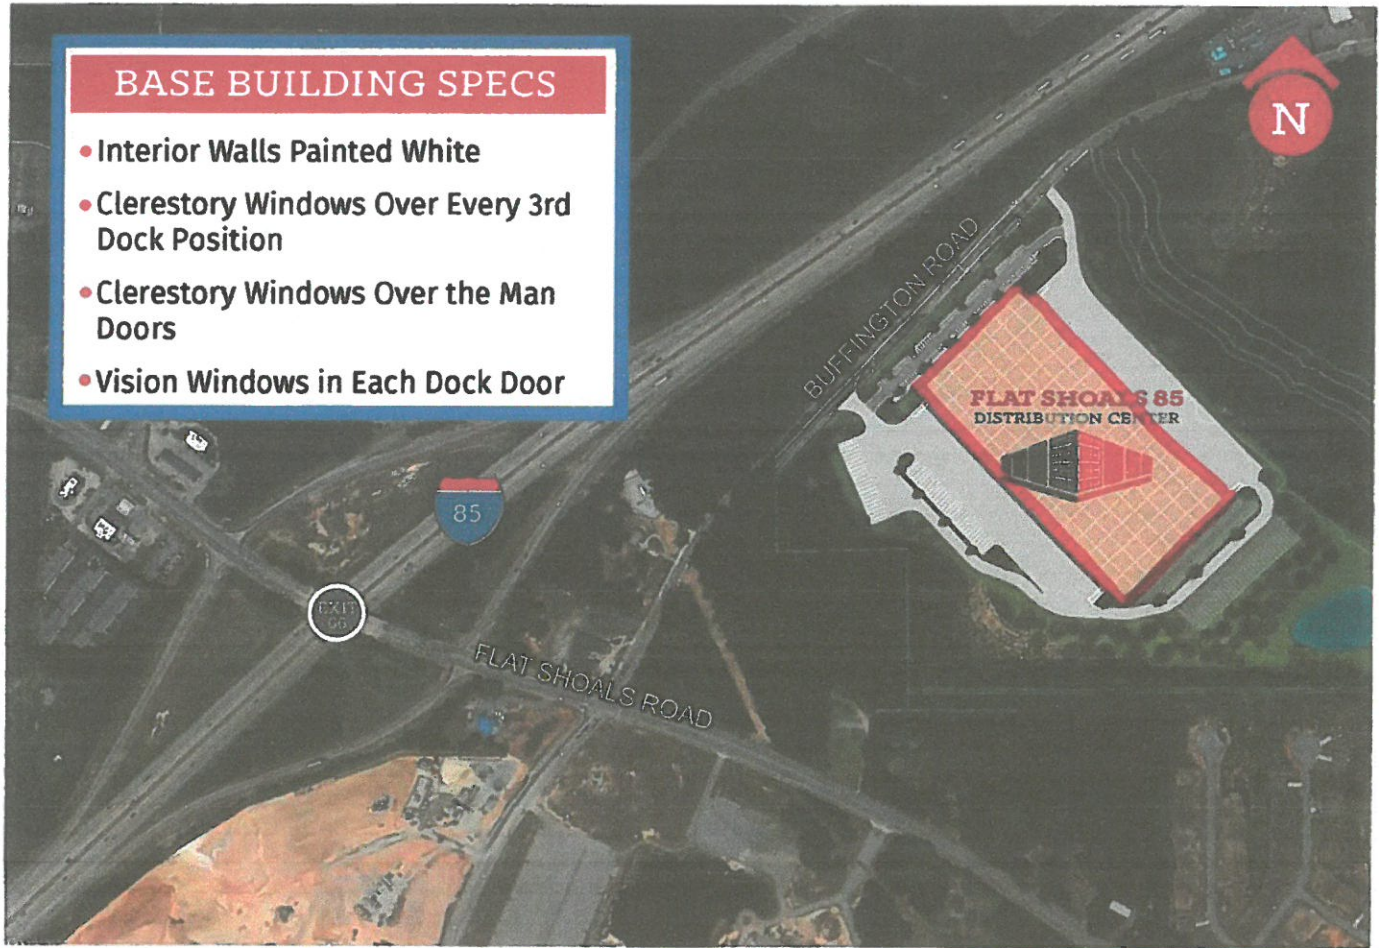 BASE BUILDING SPECS
• Interior Walls Painted White
• Clerestory Windows Over Every 3rd
Dock Position
• Clerestory Windows Over the Man
Doors
• Vision Windows in Each Dock Door
N
BUFFINGTON ROAD
FLAT SHOALS 85
DISTRIBUTION CENTER
85
EXIT
66
FLAT SHOALS ROAD